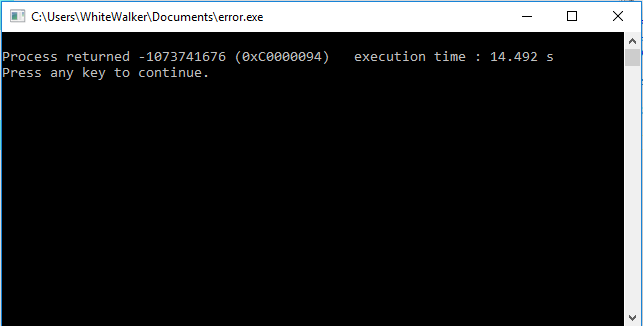 C:\Users\WhiteWalker\Documents\error.exe
Process returned -1073741676 (0xC0000094)   execution time : 14.492 s
Press any key to continue.